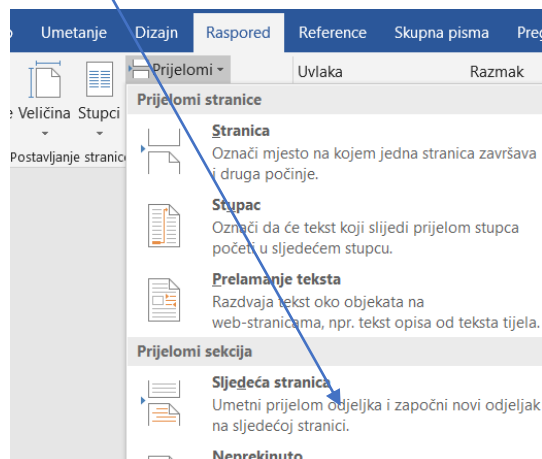 Umetanje Dizajn Raspored Reference Skupna pisma
Prijelomi Uvlaka Razmak
Veličina Stupci
Postavljanje
Prijelomi stranice
Stranica
Označi mjesto na kojem jedna stranica završava
i druga počinje.
Stupac
Označi da će tekst koji slijedi prijelom stupca
početi u sljedećem stupcu.
Prelamanje teksta
Razdvaja tekst oko objekata na
web-stranicama, npr. tekst opisa od teksta tijela.
Prijelomi sekcija
Sljedeća stranica
Umetni prijelom odjeljka i započni novi odjeljak
na sljedećoj stranici.
Neprekinuto